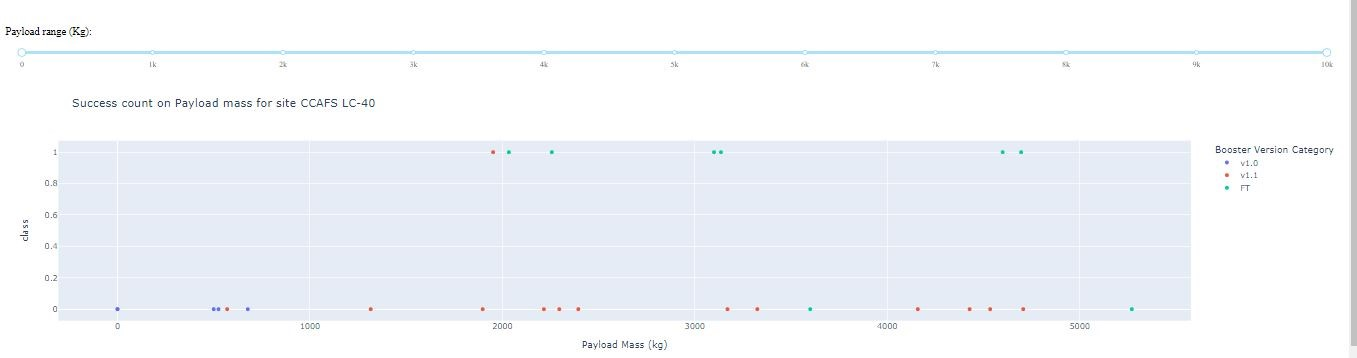 Payload range (Kg):
0 1k 2k 3k 4k 5k 6k 7k 8k 9k 10k
Success count on Payload mass for site CCAFS LC-40
Booster Version Category
v1.0
v1.1
FT
1
0.8
0.6
0.4
0.2
0
class
0 1000 2000 3000 4000 5000
Payload Mass (kg)